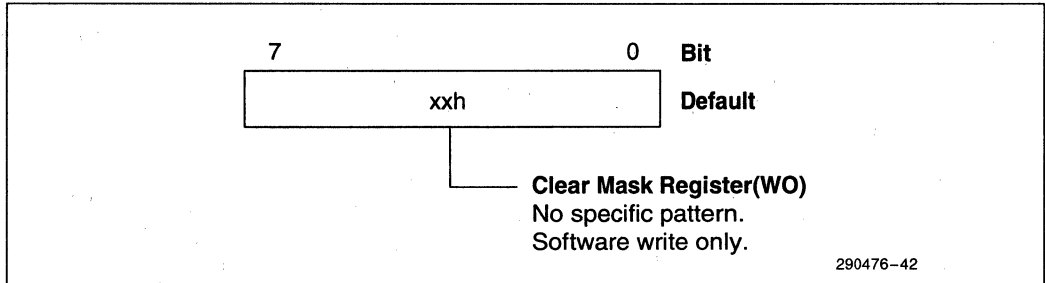 7 0 Bit
xxh Default
Clear Mask Register(WO)
No specific pattern.
Software write only.
290476–42